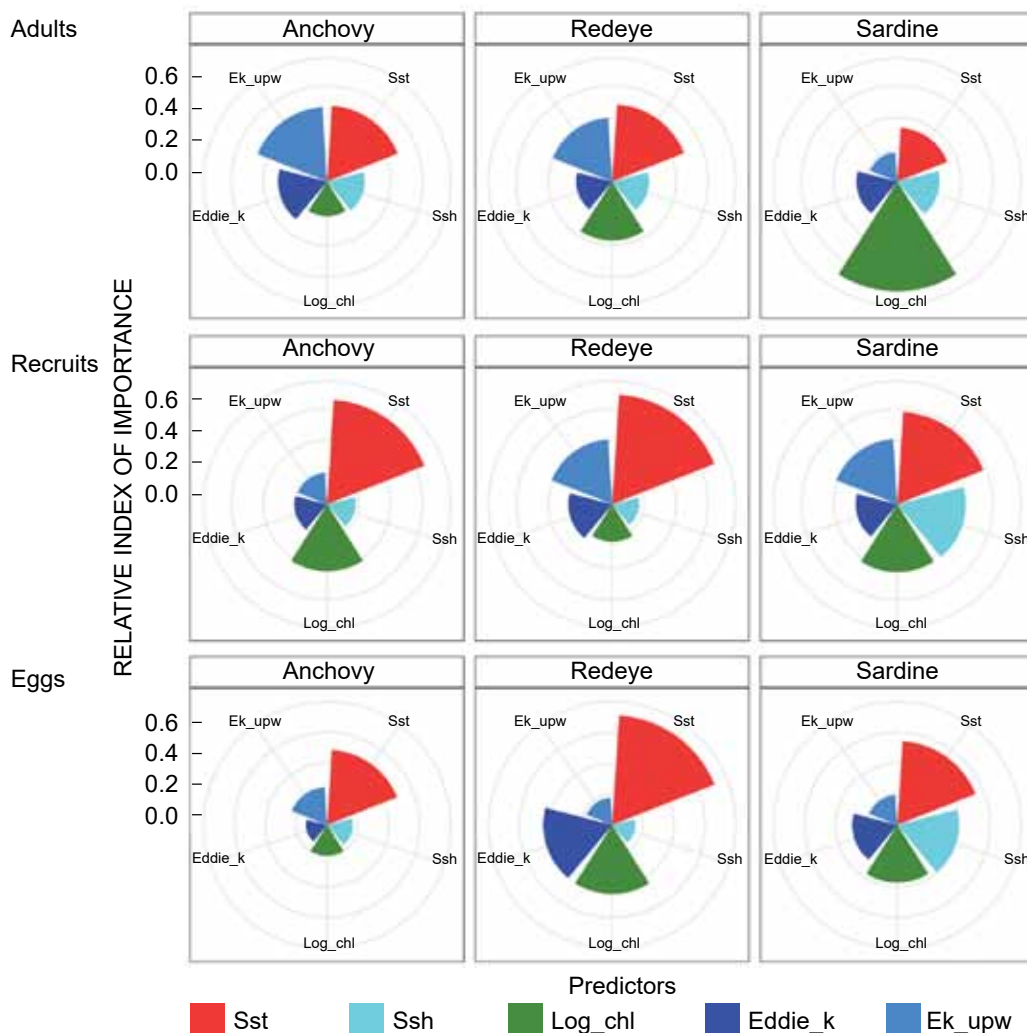 Adults
Anchovy Redeye Sardine
0.6
0.4
0.2
0.0
Ek_upw Sst
Eddie_k Ssh
Log_chl
Sst
Ek_upw
Eddie_k Ssh
Log_chl
Ek_upw Sst
Eddie_k Ssh
Log_chl
RELATIVE INDEX OF IMPORTANCE
Recruits
Anchovy Redeye Sardine
0.6
0.4
0.2
0.0
Ek_upw Sst
Eddie_k Ssh
Log_chl
Ek_upw Sst
Eddie_k Ssh
Log_chl
Ek_upw Sst
Eddie_k Ssh
Log_chl
Eggs
Anchovy Redeye Sardine
0.6
0.4
0.2
0.0
Ek_upw Sst
Eddie_k Ssh
Log_chl
Ek_upw Sst
Eddie_k Ssh
Log_chl
Ek_upw Sst
Eddie_k Ssh
Log_chl
Predictors
Sst Ssh Log_chl Eddie_k Ek_upw